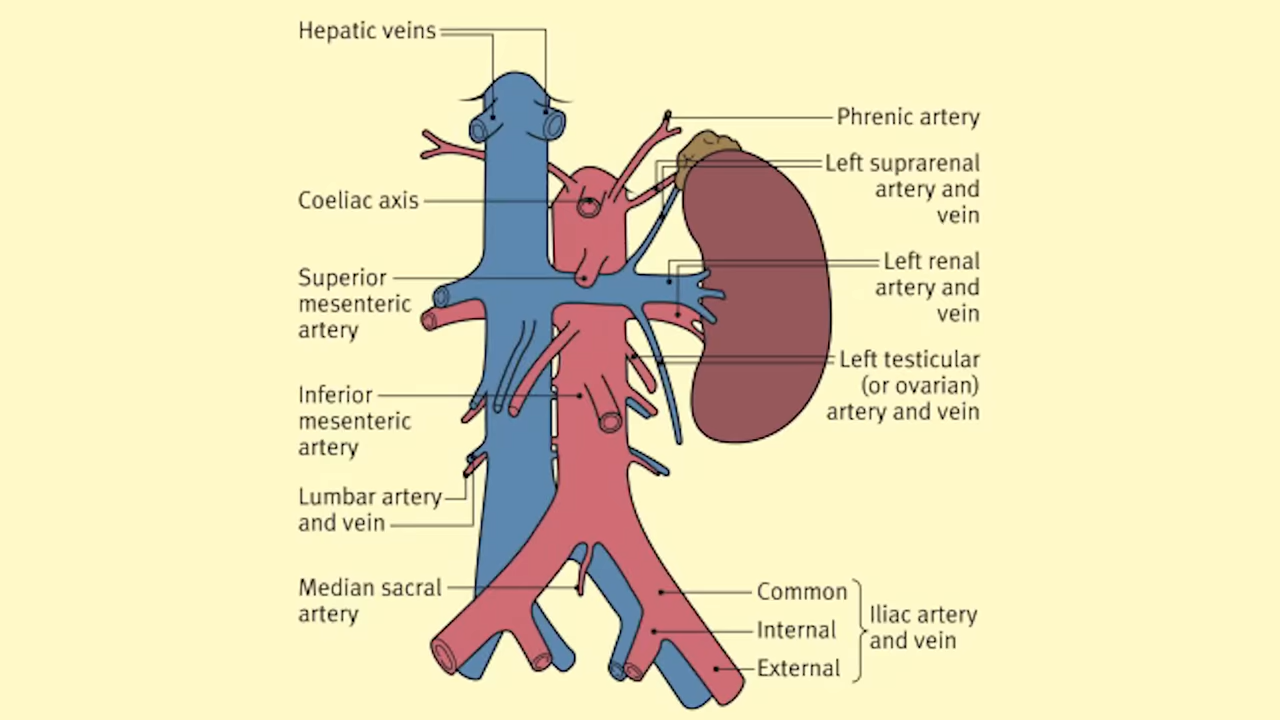 Hepatic veins
Coeliac axis
Superior
mesenteric
artery
Inferior
mesenteric
artery
Lumbar artery
and vein
Median sacral
artery
Phrenic artery
Left suprarenal
artery and
vein
Left renal
artery and
vein
Left testicular
(or ovarian)
artery and vein
Common
Internal
External
Iliac artery
and vein